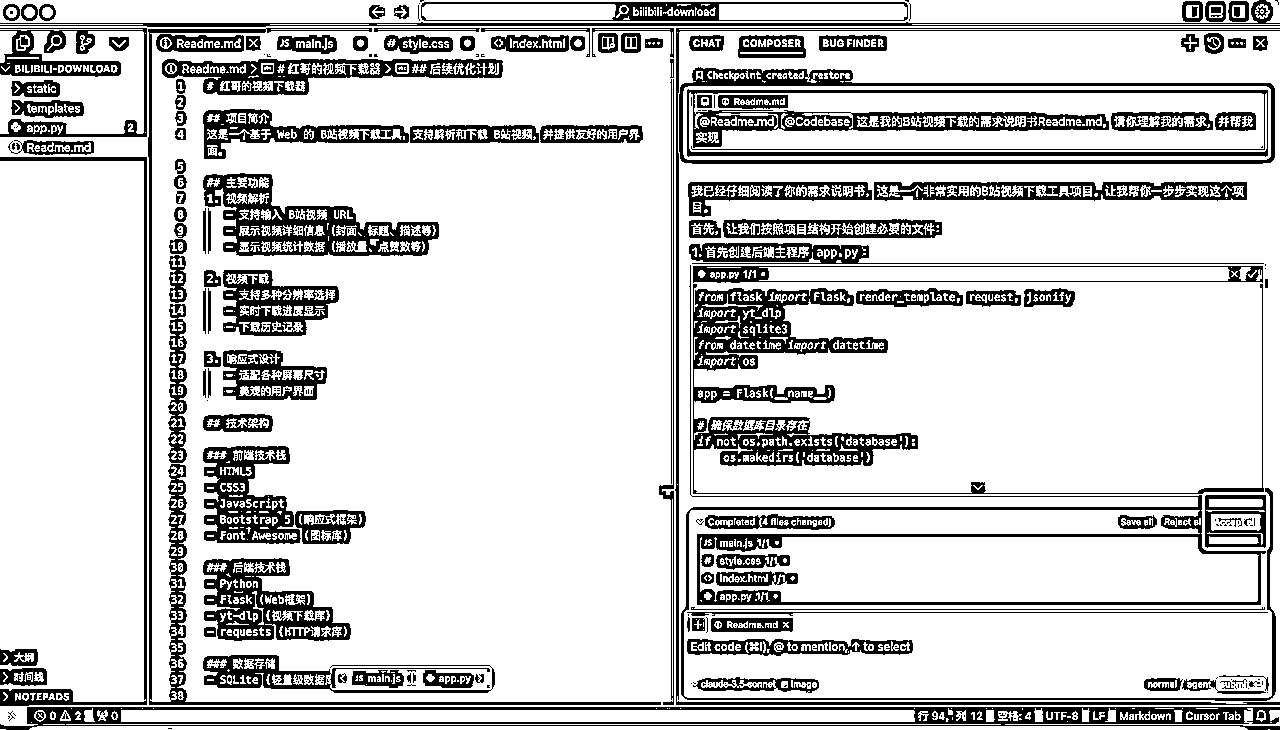 bilibili-download
BILIBILI-DOWNLOAD
static
templates
app.py 2
Readme.md
大纲
时间线
NOTEPADS
Readme.md
JS main.js
# style.css
index.html
Readme.md > # 红哥的视频下载器 > ## 后续优化计划
1 # 红哥的视频下载器
2
3 ## 项目简介
4 这是一个基于 Web 的 B站视频下载工具, 支持解析和下载 B站视频, 并提供友好的用户界
面。
5
6 ## 主要功能
7 1. 视频解析
8 - 支持输入 B站视频 URL
9 - 展示视频详细信息 (封面、标题、描述等)
10 - 显示视频统计数据 (播放量、点赞数等)
11
12 2. 视频下载
13 - 支持多种分辨率选择
14 - 实时下载进度显示
15 - 下载历史记录
16
17 3. 响应式设计
18 - 适配各种屏幕尺寸
19 - 美观的用户界面
20
21 ## 技术架构
22
23 ### 前端技术栈
24 - HTML5
25 - CSS3
26 - JavaScript
27 - Bootstrap 5 (响应式框架)
28 - Font Awesome (图标库)
29
30 ### 后端技术栈
31 - Python
32 - Flask (Web框架)
33 - yt-dlp (视频下载库)
34 - requests (HTTP请求库)
35
36 ### 数据存储
37 - SQLite (轻量级数据库
38
JS main.js
app.py
CHAT
COMPOSER
BUG FINDER
Checkpoint created. restore
Readme.md
@Readme.md @Codebase 这是我的B站视频下载的需求说明书Readme.md, 请你理解我的需求, 并帮我
实现
我已经仔细阅读了你的需求说明书, 这是一个非常实用的B站视频下载工具项目, 让我帮你一步步实现这个项
目。
首先, 让我们按照项目结构开始创建必要的文件:
1. 首先创建后端主程序 app.py :
app.py 1/1
from flask import Flask, render_template, request, jsonify
import yt_dlp
import sqlite3
from datetime import datetime
import os
app = Flask(__name__)
# 确保数据库目录存在
if not os.path.exists('database'):
os.makedirs('database')
Completed (4 files changed)
Save all
Reject all
Accept all
JS main.js 1/1
# style.css 1/1
index.html 1/1
app.py 1/1
Readme.md
Edit code (⌘I), @ to mention, ↑ to select
claude-3.5-sonnet
image
normal / agent
submit
0 2 0
行 94, 列 12
空格: 4
UTF-8
LF
Markdown
Cursor Tab